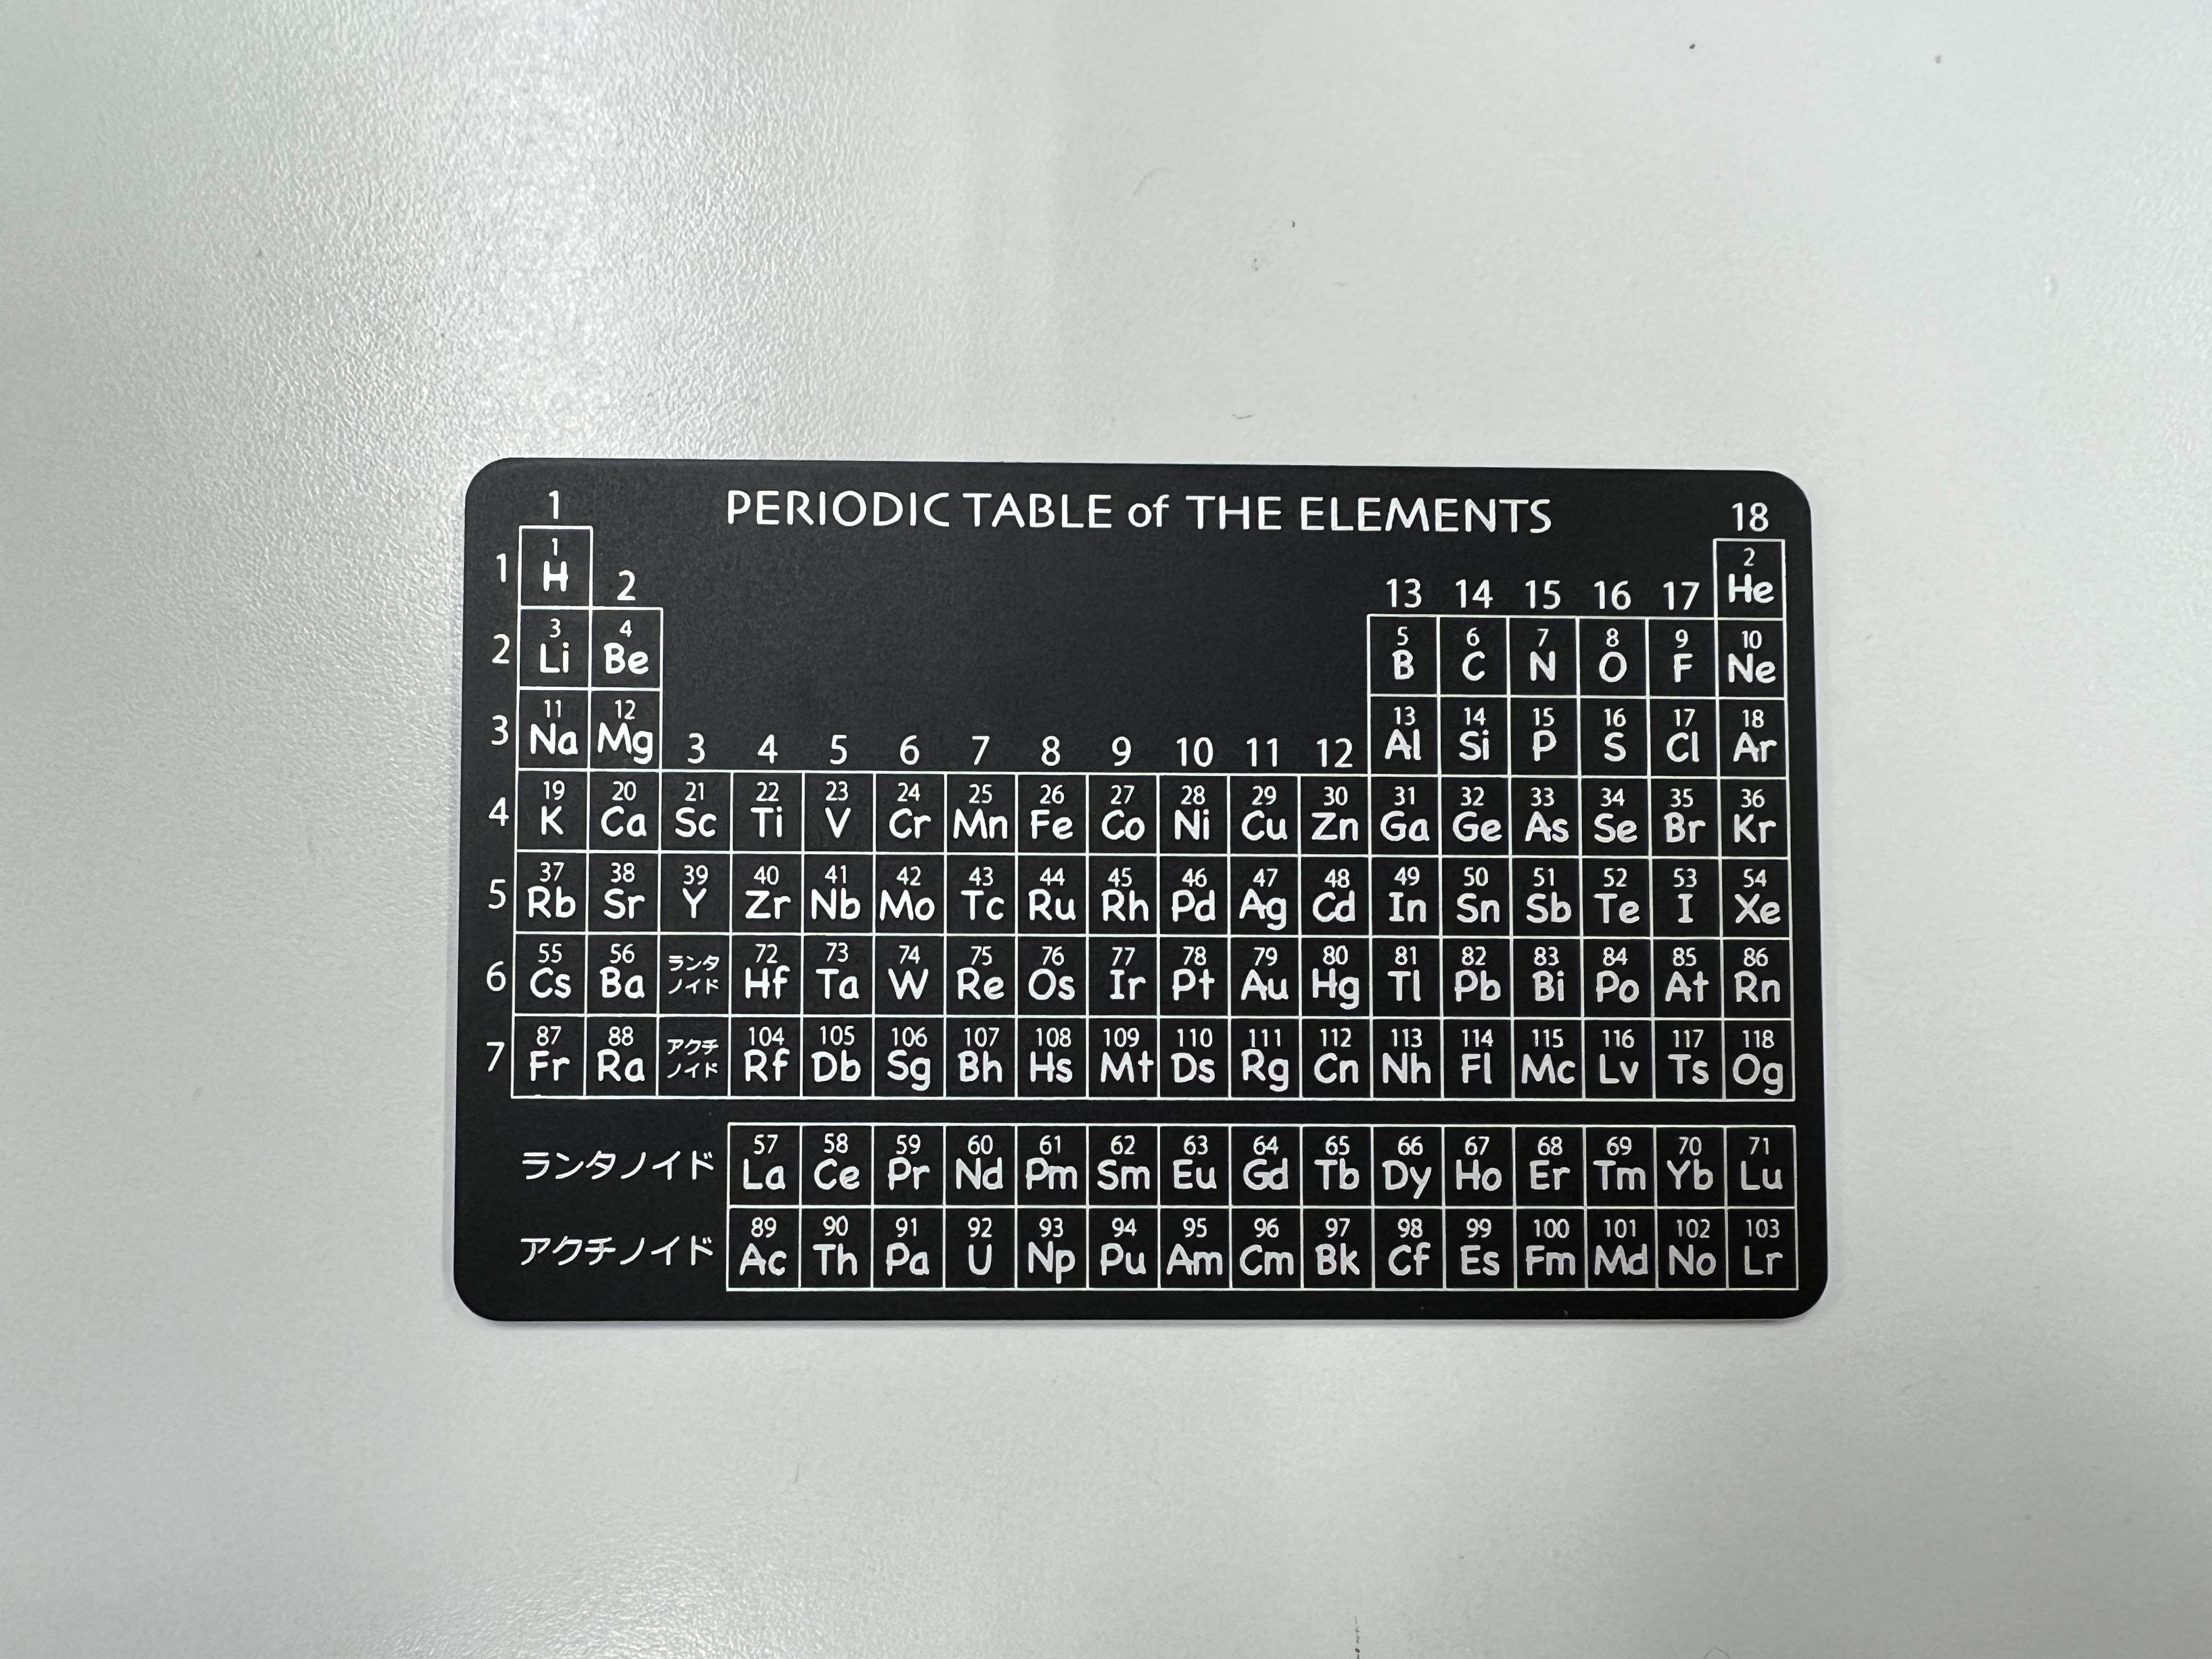 PERIODIC TABLE of THE ELEMENTS
1 18
1 1 H 2 He
2 13 14 15 16 17
2 3 Li 4 Be 5 B 6 C 7 N 8 O 9 F 10 Ne
3 11 Na 12 Mg 13 Al 14 Si 15 P 16 S 17 Cl 18 Ar
3 4 5 6 7 8 9 10 11 12
4 19 K 20 Ca 21 Sc 22 Ti 23 V 24 Cr 25 Mn 26 Fe 27 Co 28 Ni 29 Cu 30 Zn 31 Ga 32 Ge 33 As 34 Se 35 Br 36 Kr
5 37 Rb 38 Sr 39 Y 40 Zr 41 Nb 42 Mo 43 Tc 44 Ru 45 Rh 46 Pd 47 Ag 48 Cd 49 In 50 Sn 51 Sb 52 Te 53 I 54 Xe
6 55 Cs 56 Ba ランタノイド 72 Hf 73 Ta 74 W 75 Re 76 Os 77 Ir 78 Pt 79 Au 80 Hg 81 Tl 82 Pb 83 Bi 84 Po 85 At 86 Rn
7 87 Fr 88 Ra アクチノイド 104 Rf 105 Db 106 Sg 107 Bh 108 Hs 109 Mt 110 Ds 111 Rg 112 Cn 113 Nh 114 Fl 115 Mc 116 Lv 117 Ts 118 Og
ランタノイド 57 La 58 Ce 59 Pr 60 Nd 61 Pm 62 Sm 63 Eu 64 Gd 65 Tb 66 Dy 67 Ho 68 Er 69 Tm 70 Yb 71 Lu
アクチノイド 89 Ac 90 Th 91 Pa 92 U 93 Np 94 Pu 95 Am 96 Cm 97 Bk 98 Cf 99 Es 100 Fm 101 Md 102 No 103 Lr